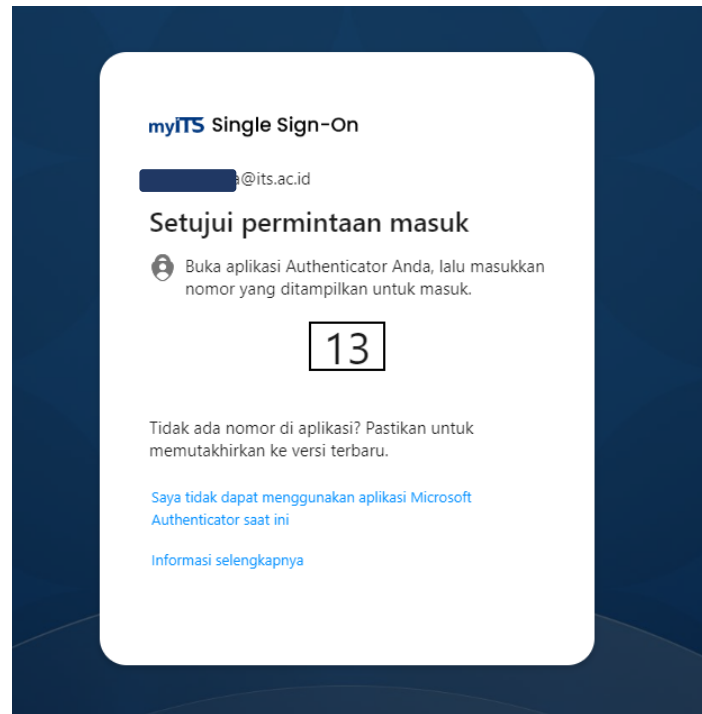 myITS Single Sign-On
@its.ac.id
Setujui permintaan masuk
Buka aplikasi Authenticator Anda, lalu masukkan
nomor yang ditampilkan untuk masuk.
13
Tidak ada nomor di aplikasi? Pastikan untuk
memutakhirkan ke versi terbaru.
Saya tidak dapat menggunakan aplikasi Microsoft
Authenticator saat ini
Informasi selengkapnya